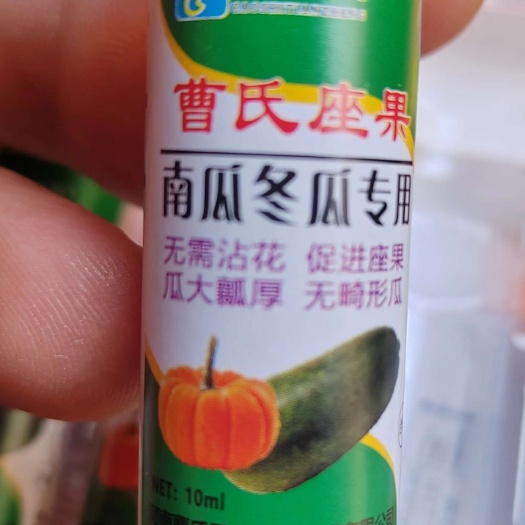 曹氏座果
南瓜冬瓜专用
无需沾花 促进座果
瓜大瓤厚 无畸形瓜
NET: 10ml